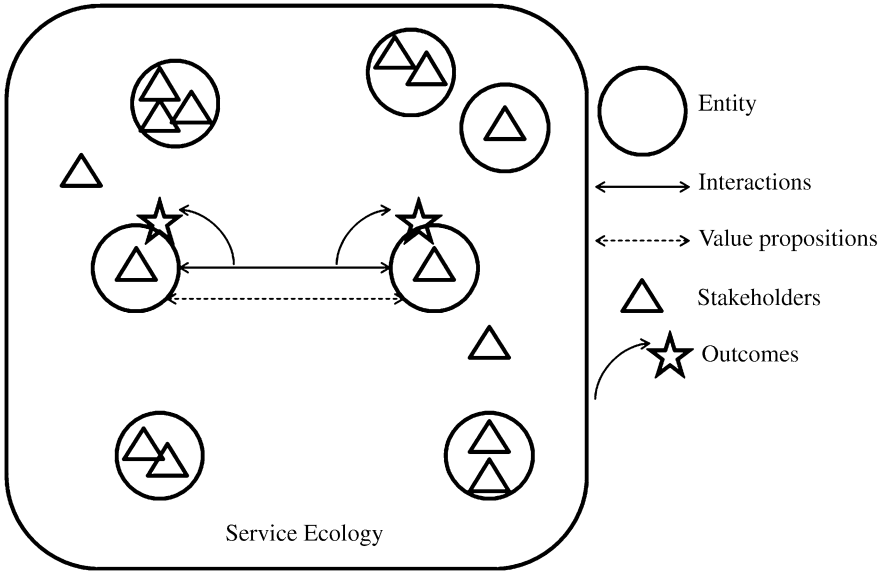 Entity
Interactions
Value propositions
Stakeholders
Outcomes
Service Ecology